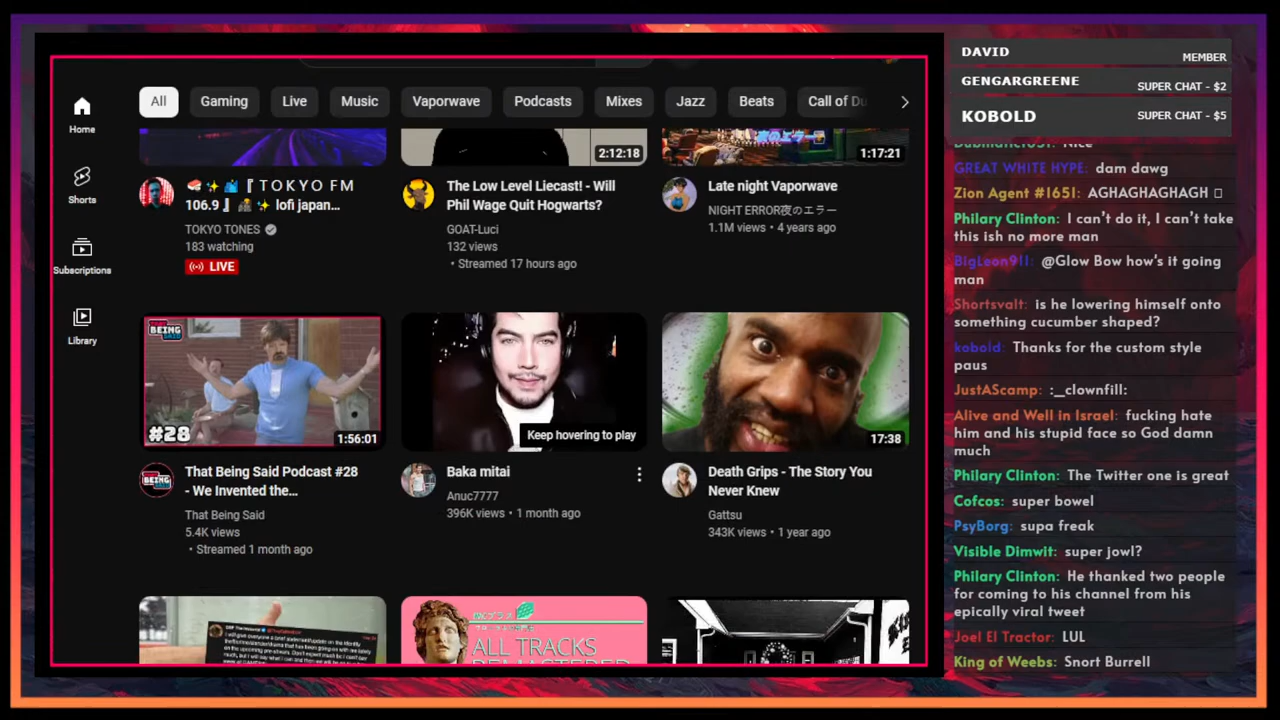 All
Gaming
Live
Music
Vaporwave
Podcasts
Mixes
Jazz
Beats
Call of Du
Home
Shorts
Subscriptions
Library
2:12:18
1:17:21
『 T O K Y O FM
106.9 』 lofi japan...
TOKYO TONES
183 watching
LIVE
The Low Level Liecast! - Will
Phil Wage Quit Hogwarts?
GOAT-Luci
132 views
• Streamed 17 hours ago
Late night Vaporwave
NIGHT ERROR夜のエラー
1.1M views • 4 years ago
BEING
SAID
#28
1:56:01
That Being Said Podcast #28
- We Invented the...
That Being Said
5.4K views
• Streamed 1 month ago
Keep hovering to play
Baka mitai
Anuc7777
396K views • 1 month ago
17:38
Death Grips - The Story You
Never Knew
Gattsu
343K views • 1 year ago
ALL TRACKS
REMASTERED
DAVID
MEMBER
GENGARGREENE
SUPER CHAT - $2
KOBOLD
SUPER CHAT - $5
GREAT WHITE HYPE: dam dawg
Zion Agent #1651: AGHAGHAGHAGH
Philary Clinton: I can't do it, I can't take
this ish no more man
BigLeon911: @Glow Bow how's it going
man
Shortsvalt: is he lowering himself onto
something cucumber shaped?
kobold: Thanks for the custom style
paus
JustAScamp: :__clownfill:
Alive and Well in Israel: fucking hate
him and his stupid face so God damn
much
Philary Clinton: The Twitter one is great
Cofcos: super bowel
PsyBorg: supa freak
Visible Dimwit: super jowl?
Philary Clinton: He thanked two people
for coming to his channel from his
epically viral tweet
Joel El Tractor: LUL
King of Weebs: Snort Burrell